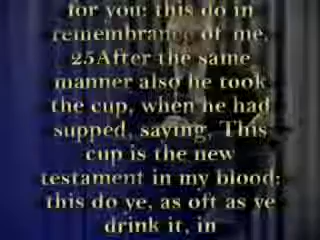 for you: this do in
remembrance of me.
25After the same
manner also he took
the cup, when he had
supped, saying, This
cup is the new
testament in my blood:
this do ye, as oft as ye
drink it, in